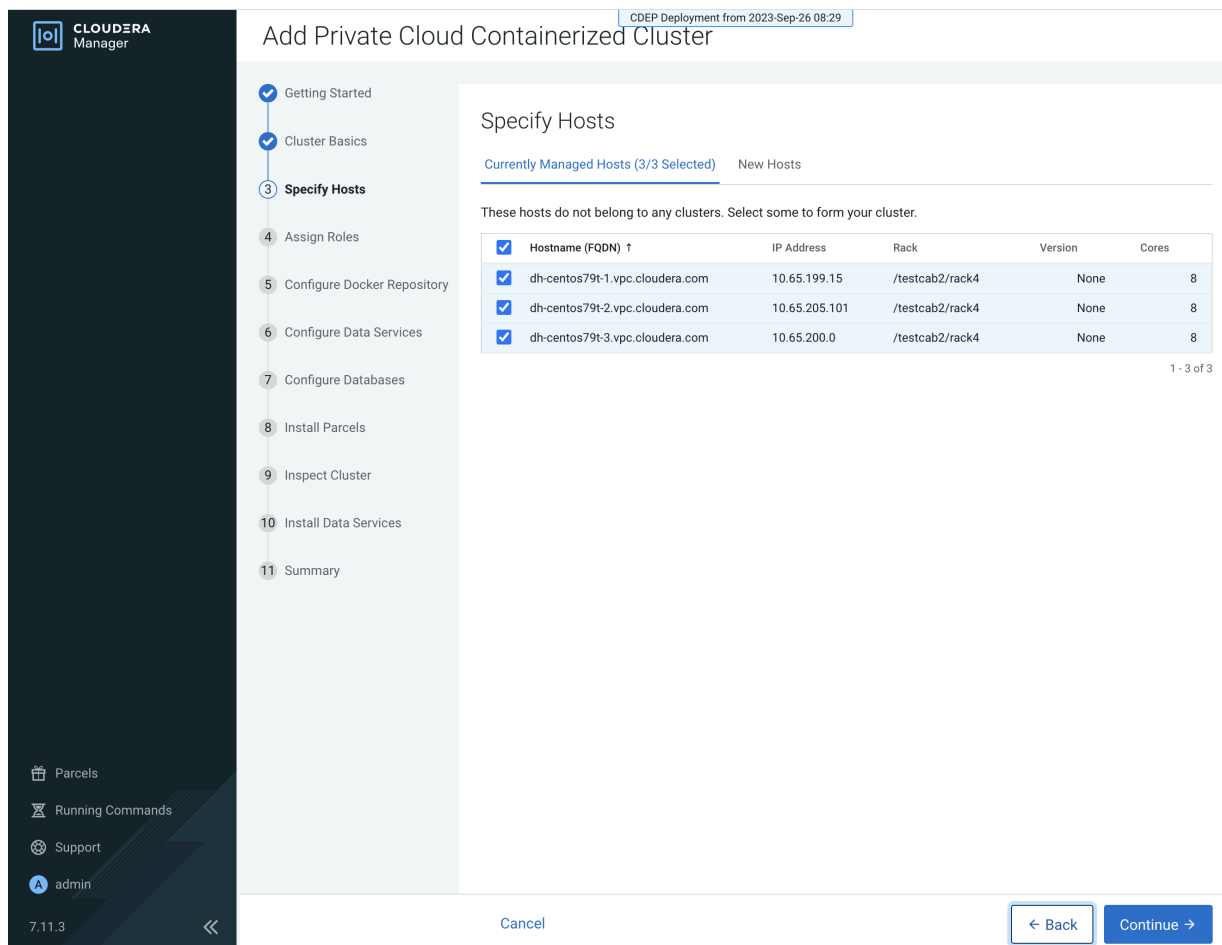 CLOUDERA
Manager
CDEP Deployment from 2023-Sep-26 08:29
Add Private Cloud Containerized Cluster
Getting Started
Cluster Basics
3 Specify Hosts
4 Assign Roles
5 Configure Docker Repository
6 Configure Data Services
7 Configure Databases
8 Install Parcels
9 Inspect Cluster
10 Install Data Services
11 Summary
Specify Hosts
Currently Managed Hosts (3/3 Selected) New Hosts
These hosts do not belong to any clusters. Select some to form your cluster.
Hostname (FQDN) ↑ IP Address Rack Version Cores
dh-centos79t-1.vpc.cloudera.com 10.65.199.15 /testcab2/rack4 None 8
dh-centos79t-2.vpc.cloudera.com 10.65.205.101 /testcab2/rack4 None 8
dh-centos79t-3.vpc.cloudera.com 10.65.200.0 /testcab2/rack4 None 8
1 - 3 of 3
Parcels
Running Commands
Support
A admin
7.11.3
Cancel ← Back Continue →